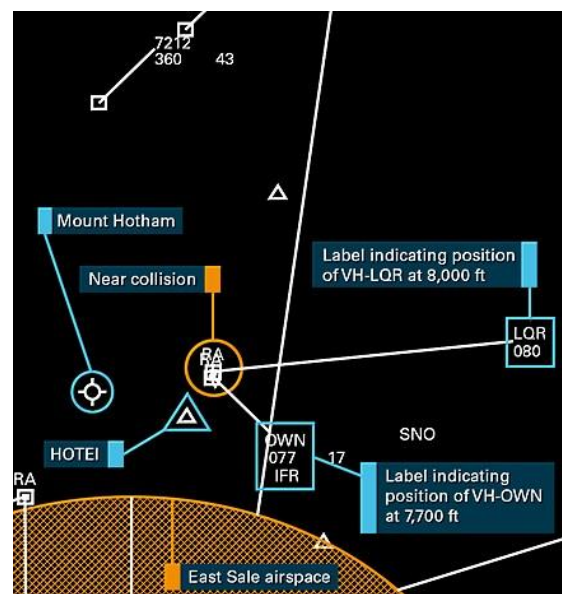 7212
360 43
Mount Hotham
Label indicating position
of VH-LQR at 8,000 ft
Near collision
LQR
080
RA
RA
HOTEI
OWN
077 17
IFR
SNO
RA
Label indicating
position of VH-OWN
at 7,700 ft
East Sale airspace